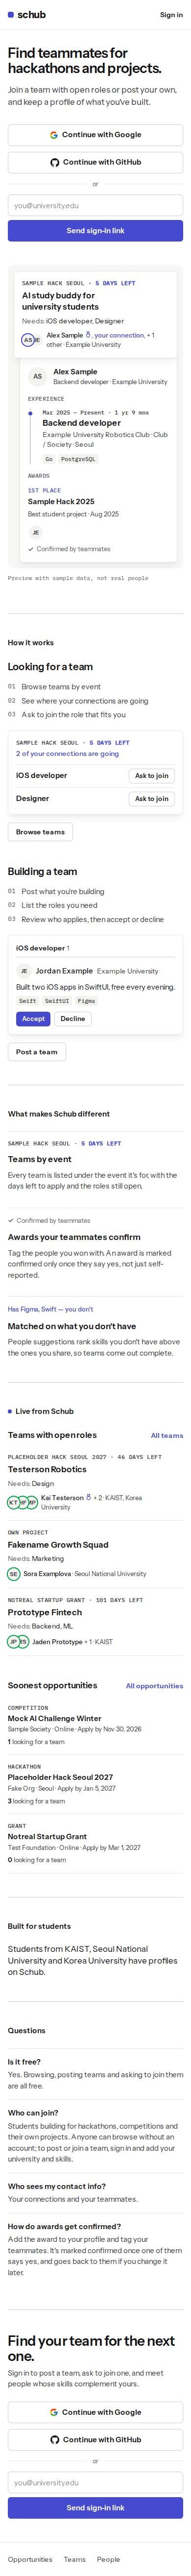 schub
Sign in
Find teammates for
hackathons and projects.
Join a team with open roles or post your own,
and keep a profile of what you've built.
Continue with Google
Continue with GitHub
or
you@university.edu
Send sign-in link
SAMPLE HACK SEOUL · 5 DAYS LEFT
AI study buddy for
university students
Needs: iOS developer, Designer
AS
Alex Sample , your connection, + 1
other · Example University
AS
Alex Sample
Backend developer · Example University
EXPERIENCE
Mar 2025 — Present · 1 yr 9 mos
Backend developer
Example University Robotics Club · Club
/ Society · Seoul
Go PostgreSQL
AWARDS
1ST PLACE
Sample Hack 2025
Best student project · Aug 2025
JE
Confirmed by teammates
Preview with sample data, not real people
How it works
Looking for a team
01 Browse teams by event
02 See where your connections are going
03 Ask to join the role that fits you
SAMPLE HACK SEOUL · 5 DAYS LEFT
2 of your connections are going
iOS developer
Ask to join
Designer
Ask to join
Browse teams
Building a team
01 Post what you're building
02 List the roles you need
03 Review who applies, then accept or decline
iOS developer 1
JE Jordan Example Example University
Built two iOS apps in SwiftUI, free every evening.
Swift SwiftUI Figma
Accept Decline
Post a team
What makes Schub different
SAMPLE HACK SEOUL · 5 DAYS LEFT
Teams by event
Every team is listed under the event it's for, with the
days left to apply and the roles still open.
Confirmed by teammates
Awards your teammates confirm
Tag the people you won with. An award is marked
confirmed only once they say yes, not just self-
reported.
Has Figma, Swift — you don't
Matched on what you don't have
People suggestions rank skills you don't have above
the ones you share, so teams come out complete.
Live from Schub
Teams with open roles
All teams
PLACEHOLDER HACK SEOUL 2027 · 46 DAYS LEFT
Testerson Robotics
Needs: Design
KT
Kai Testerson + 2 · KAIST, Korea
University
OWN PROJECT
Fakename Growth Squad
Needs: Marketing
SE Sora Examplova · Seoul National University
NOTREAL STARTUP GRANT · 101 DAYS LEFT
Prototype Fintech
Needs: Backend, ML
JP Jaden Prototype + 1 · KAIST
Soonest opportunities
All opportunities
COMPETITION
Mock AI Challenge Winter
Sample Society · Online · Apply by Nov 30, 2026
1 looking for a team
HACKATHON
Placeholder Hack Seoul 2027
Fake Org · Seoul · Apply by Jan 5, 2027
3 looking for a team
GRANT
Notreal Startup Grant
Test Foundation · Online · Apply by Mar 1, 2027
0 looking for a team
Built for students
Students from KAIST, Seoul National
University and Korea University have profiles
on Schub.
Questions
Is it free?
Yes. Browsing, posting teams and asking to join them
are all free.
Who can join?
Students building for hackathons, competitions and
their own projects. Anyone can browse without an
account; to post or join a team, sign in and add your
university and skills.
Who sees my contact info?
Your connections and your teammates.
How do awards get confirmed?
Add the award to your profile and tag your
teammates. It's marked confirmed once one of them
says yes, and goes back to them if you change it
later.
Find your team for the next
one.
Sign in to post a team, ask to join one, and meet
people whose skills complement yours.
Continue with Google
Continue with GitHub
or
you@university.edu
Send sign-in link
Opportunities Teams People